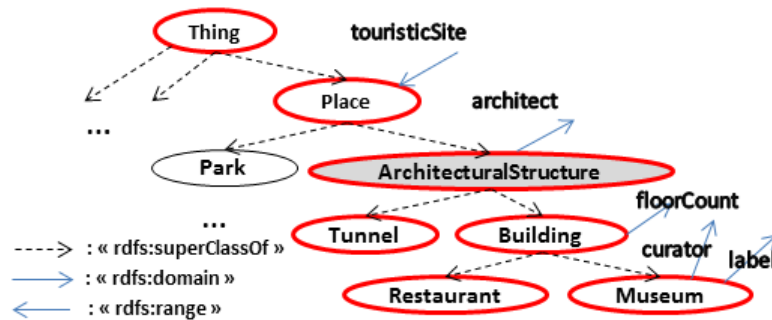 Thing
touristicSite
Place
architect
...
Park
ArchitecturalStructure
...
floorCount
Tunnel
Building
: « rdfs:superClassOf »
curator
label
: « rdfs:domain »
Restaurant
Museum
: « rdfs:range »